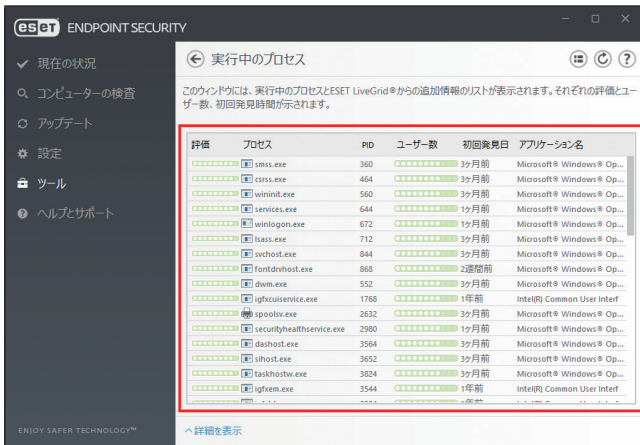 eset ENDPOINT SECURITY
現在の状況
コンピューターの検査
アップデート
設定
ツール
ヘルプとサポート
ENJOY SAFER TECHNOLOGY™
実行中のプロセス
このウィンドウには、実行中のプロセスとESET LiveGrid®からの追加情報のリストが表示されます。それぞれの評価とユー
ザー数、初回発見時間が示されます。
評価 プロセス PID ユーザー数 初回発見日 アプリケーション名
smss.exe 360 3ヶ月前 Microsoft® Windows® Op...
csrss.exe 464 3ヶ月前 Microsoft® Windows® Op...
wininit.exe 560 3ヶ月前 Microsoft® Windows® Op...
services.exe 644 1ヶ月前 Microsoft® Windows® Op...
winlogon.exe 672 1ヶ月前 Microsoft® Windows® Op...
lsass.exe 712 3ヶ月前 Microsoft® Windows® Op...
svchost.exe 844 3ヶ月前 Microsoft® Windows® Op...
fontdrvhost.exe 868 2週間前 Microsoft® Windows® Op...
dwm.exe 552 3ヶ月前 Microsoft® Windows® Op...
igfxcuiservice.exe 1768 1年前 Intel(R) Common User Interf
spoolsv.exe 2632 3ヶ月前 Microsoft® Windows® Op...
securityhealthservice.exe 2980 1ヶ月前 Microsoft® Windows® Op...
dashost.exe 3564 3ヶ月前 Microsoft® Windows® Op...
sihost.exe 3652 3ヶ月前 Microsoft® Windows® Op...
taskhostw.exe 3824 3ヶ月前 Microsoft® Windows® Op...
igfxem.exe 3544 1年前 Intel(R) Common User Interf
詳細を表示